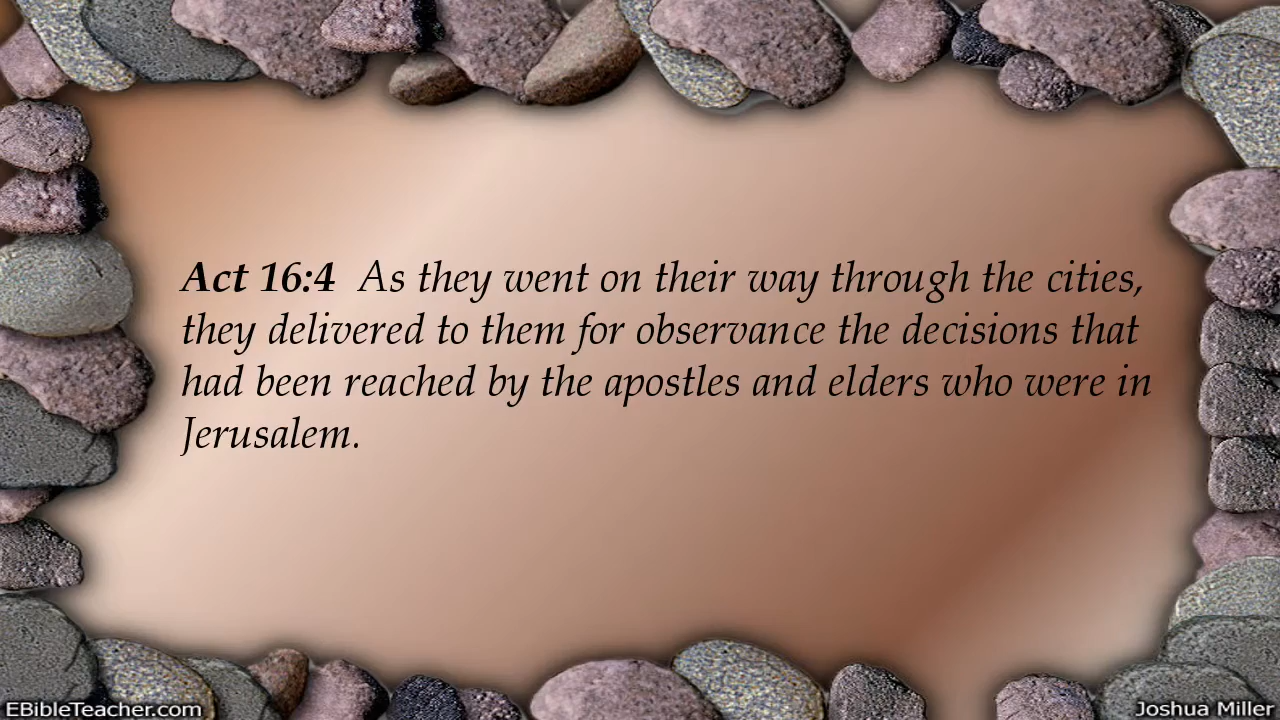 Act 16:4  As they went on their way through the cities,
they delivered to them for observance the decisions that
had been reached by the apostles and elders who were in
Jerusalem.
EBibleTeacher.com
Joshua Miller